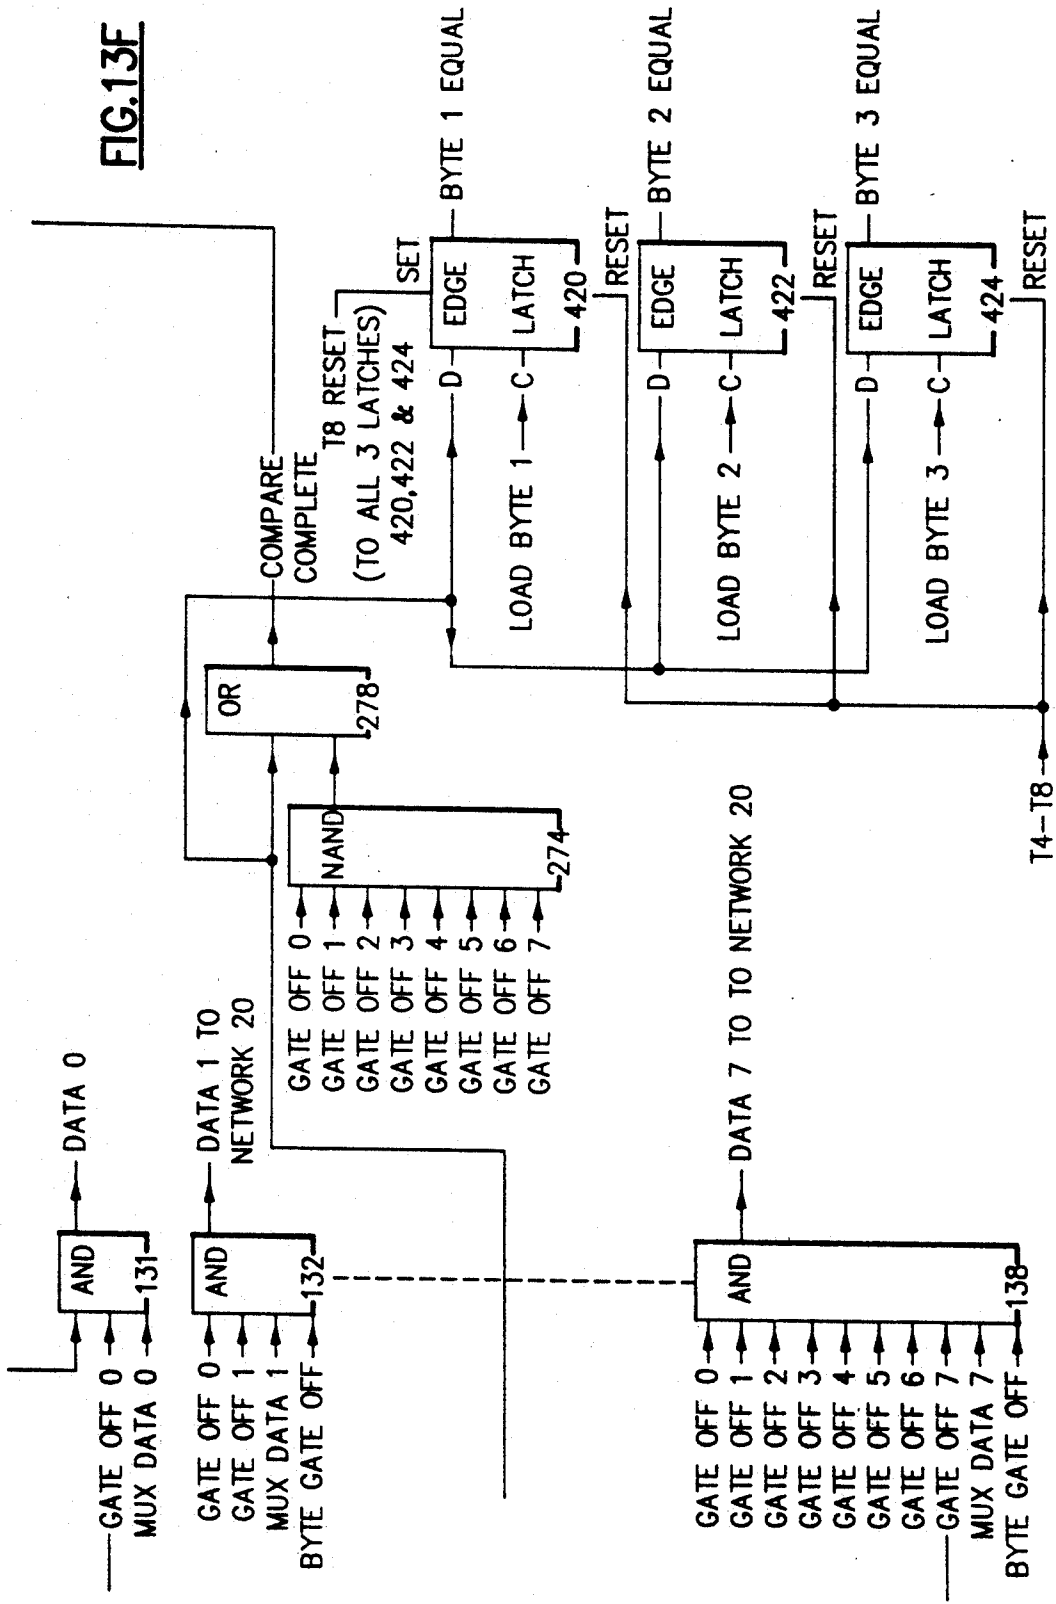 FIG.13F
GATE OFF 0
MUX DATA 0
AND
131
DATA 0
GATE OFF 0
GATE OFF 1
MUX DATA 1
BYTE GATE OFF
AND
132
DATA 1 TO
NETWORK 20
GATE OFF 0
GATE OFF 1
GATE OFF 2
GATE OFF 3
GATE OFF 4
GATE OFF 5
GATE OFF 6
GATE OFF 7
MUX DATA 7
BYTE GATE OFF
AND
138
DATA 7 TO TO NETWORK 20
GATE OFF 0
GATE OFF 1
GATE OFF 2
GATE OFF 3
GATE OFF 4
GATE OFF 5
GATE OFF 6
GATE OFF 7
NAND
274
OR
278
COMPARE
COMPLETE
T8 RESET
(TO ALL 3 LATCHES)
420,422 & 424
SET
D
EDGE
BYTE 1 EQUAL
LOAD BYTE 1
C
LATCH
420
RESET
D
EDGE
BYTE 2 EQUAL
LOAD BYTE 2
C
LATCH
422
RESET
D
EDGE
BYTE 3 EQUAL
LOAD BYTE 3
C
LATCH
424
RESET
T4-T8